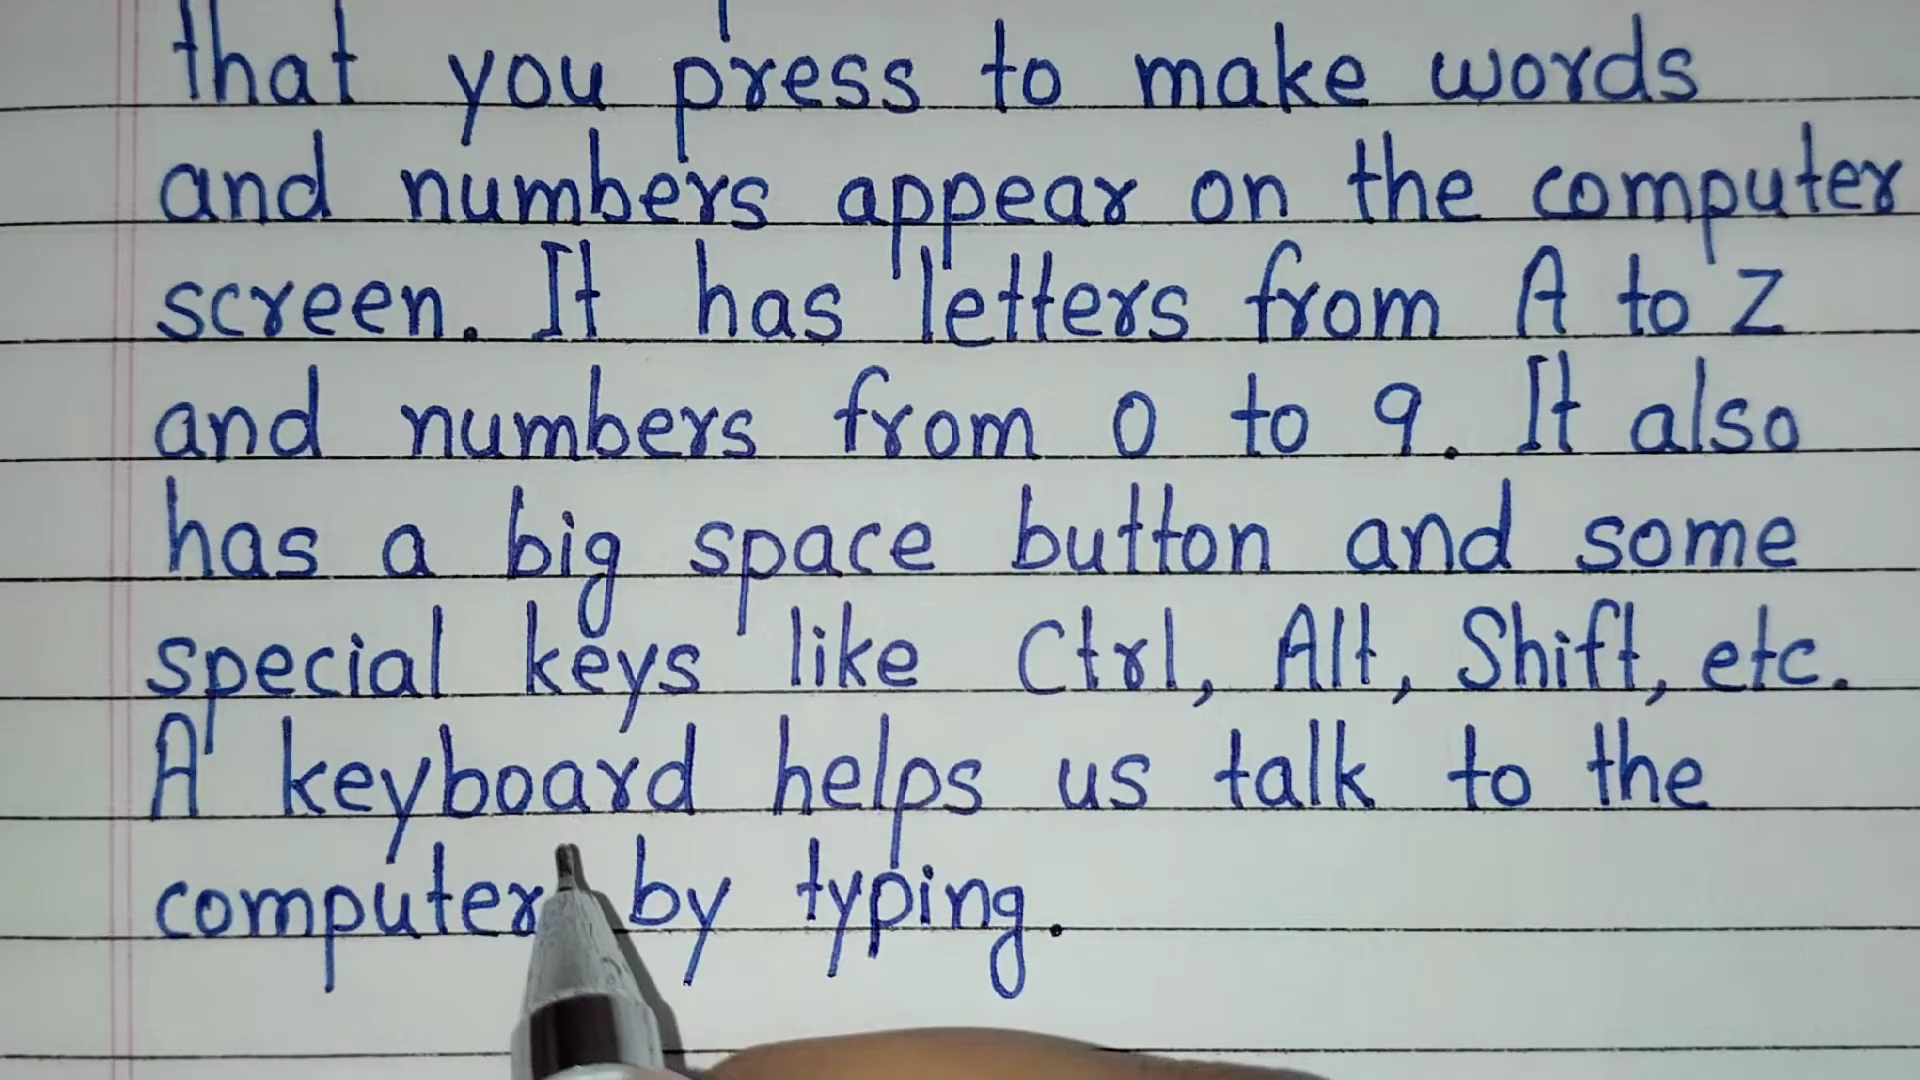 that you press to make words
and numbers appear on the computer
screen. It has letters from A to Z
and numbers from 0 to 9. It also
has a big space button and some
special keys like Ctrl, Alt, Shift, etc.
A keyboard helps us talk to the
computer by typing.